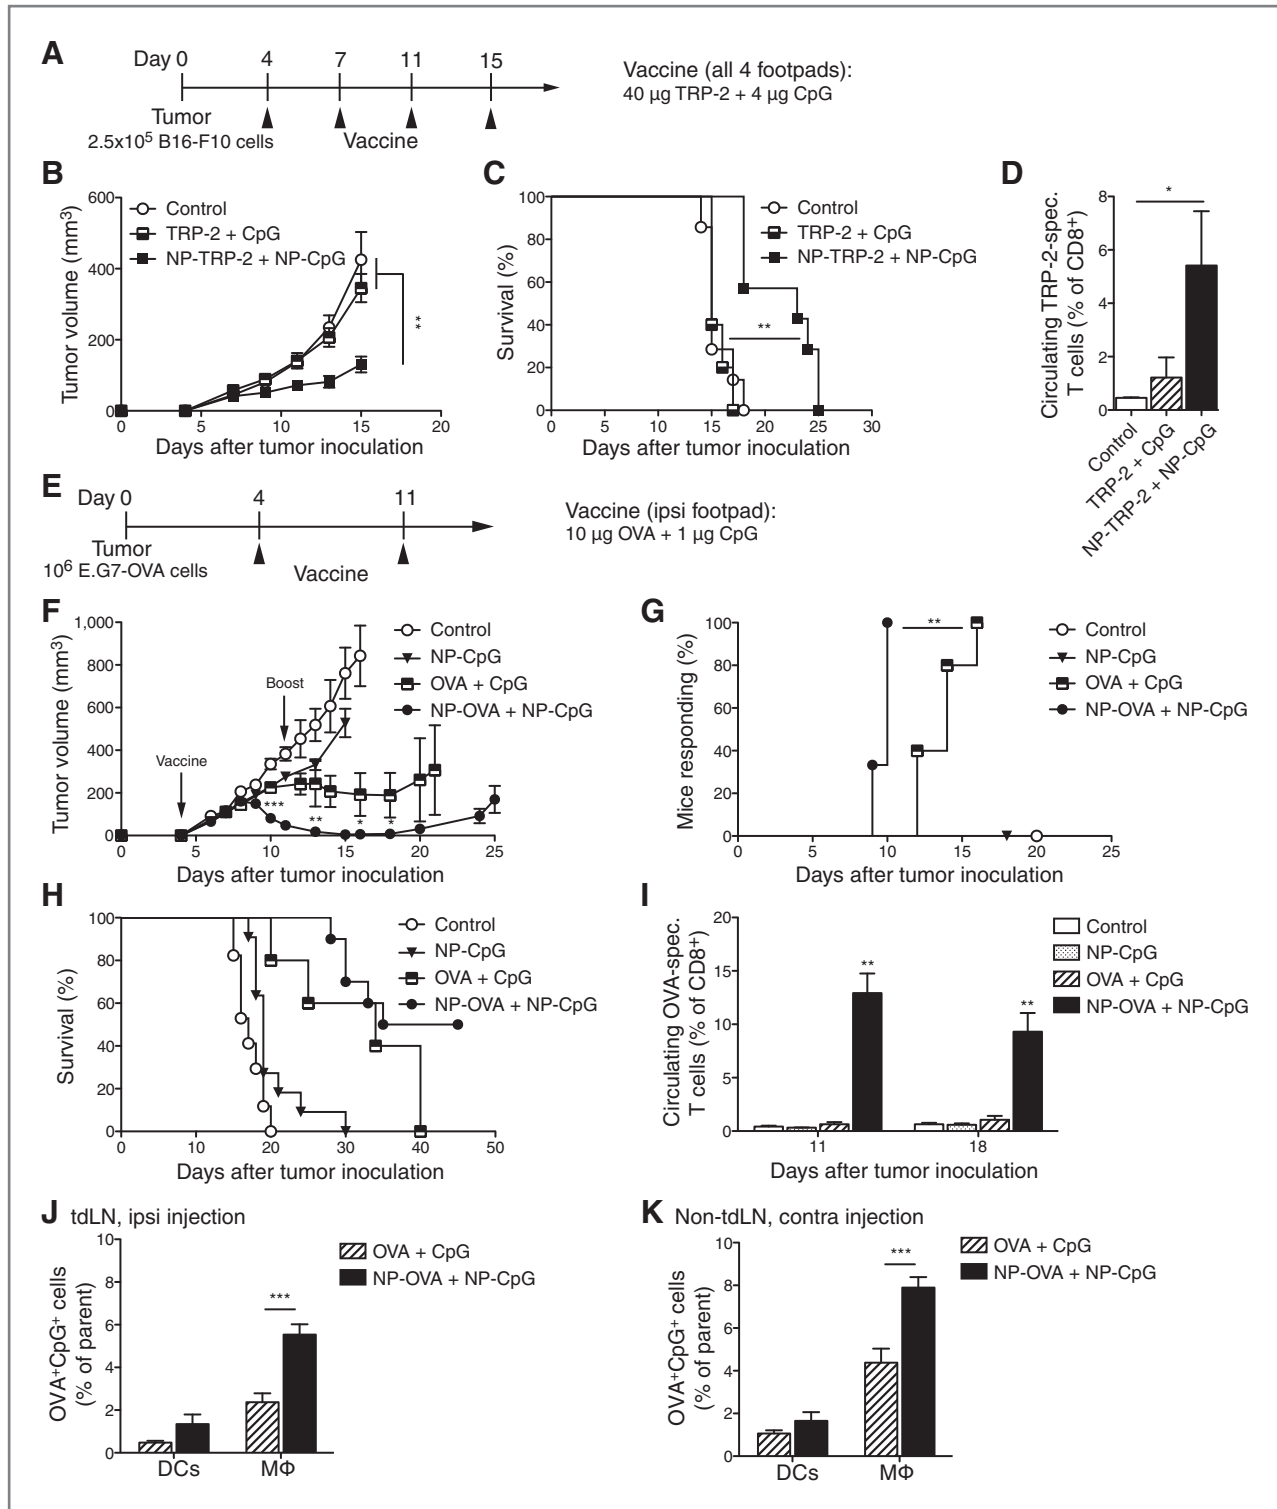 A
Day 0 4 7 11 15
Tumor
2.5x10⁵ B16-F10 cells
Vaccine
Vaccine (all 4 footpads):
40 µg TRP-2 + 4 µg CpG
B
Tumor volume (mm³)
600
400
200
0
0 5 10 15 20
Days after tumor inoculation
Control
TRP-2 + CpG
NP-TRP-2 + NP-CpG
**
C
Survival (%)
100
80
60
40
20
0
0 5 10 15 20 25 30
Days after tumor inoculation
Control
TRP-2 + CpG
NP-TRP-2 + NP-CpG
**
D
Circulating TRP-2-spec.
T cells (% of CD8⁺)
8
6
4
2
0
*
Control
TRP-2 + CpG
NP-TRP-2 + NP-CpG
E
Day 0 4 11
Tumor
10⁶ E.G7-OVA cells
Vaccine
Vaccine (ipsi footpad):
10 µg OVA + 1 µg CpG
F
Tumor volume (mm³)
1,000
800
600
400
200
0
0 5 10 15 20 25
Days after tumor inoculation
Vaccine
Boost
Control
NP-CpG
OVA + CpG
NP-OVA + NP-CpG
***
**
*
*
G
Mice responding (%)
100
80
60
40
20
0
0 5 10 15 20 25
Days after tumor inoculation
**
Control
NP-CpG
OVA + CpG
NP-OVA + NP-CpG
H
Survival (%)
100
80
60
40
20
0
0 10 20 30 40 50
Days after tumor inoculation
Control
NP-CpG
OVA + CpG
NP-OVA + NP-CpG
I
Circulating OVA-spec.
T cells (% of CD8⁺)
20
15
10
5
0
11 18
Days after tumor inoculation
**
**
Control
NP-CpG
OVA + CpG
NP-OVA + NP-CpG
J tdLN, ipsi injection
OVA⁺CpG⁺ cells
(% of parent)
10
8
6
4
2
0
***
DCs MΦ
OVA + CpG
NP-OVA + NP-CpG
K Non-tdLN, contra injection
OVA⁺CpG⁺ cells
(% of parent)
10
8
6
4
2
0
***
DCs MΦ
OVA + CpG
NP-OVA + NP-CpG